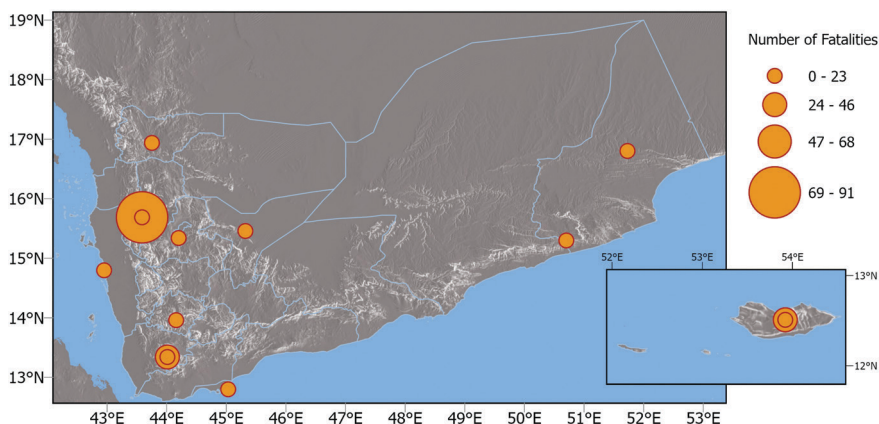 19°N
18°N
17°N
16°N
15°N
14°N
13°N
43°E 44°E 45°E 46°E 47°E 48°E 49°E 50°E 51°E 52°E 53°E
Number of Fatalities
0 - 23
24 - 46
47 - 68
69 - 91
52°E 53°E 54°E
13°N
12°N